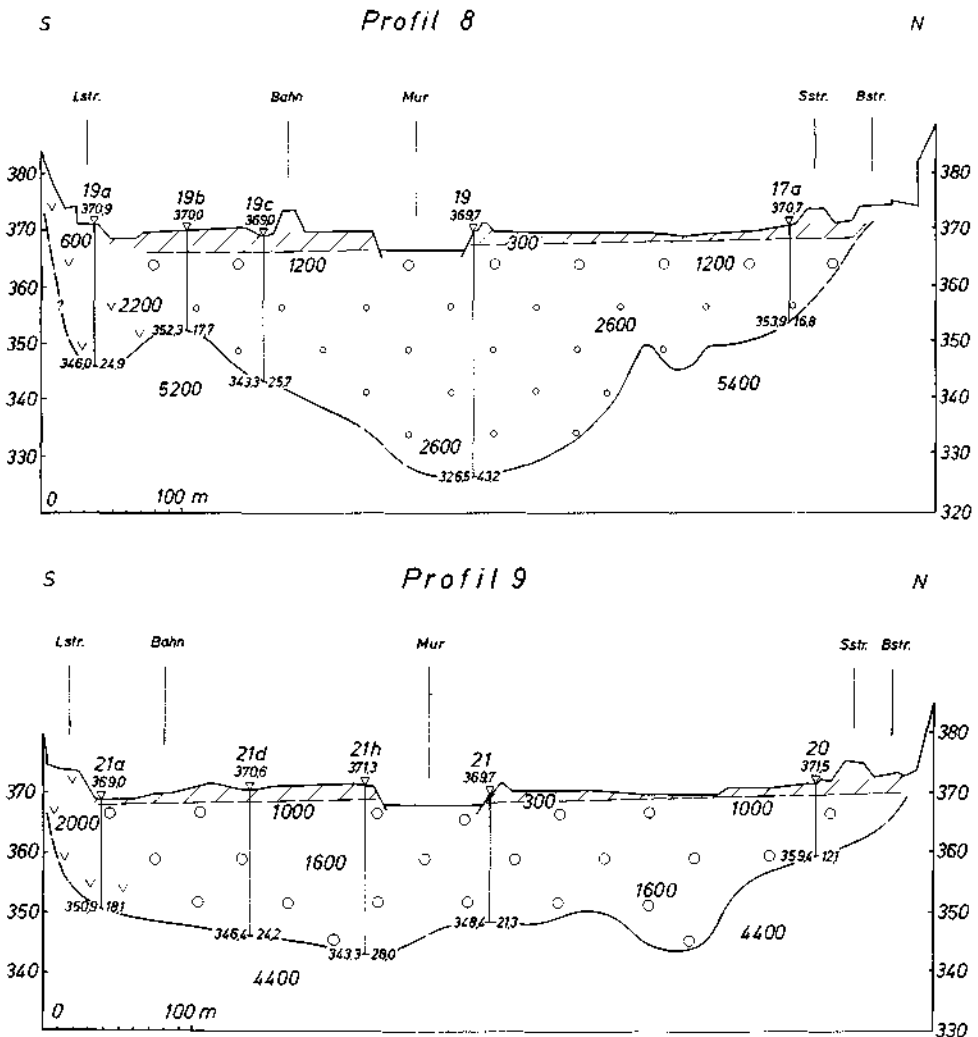 S Profil 8 N
Lstr. Bahn Mur Sstr. Bstr.
380 380
19a 19b 19c 19 17a
370,9 370,0 369,0 369,7 370,7
370 370
600 300
1200 1200
360 360
2200 2600
352,3 17,7 353,9 16,8
350 350
346,0 24,9 343,3 25,7
5200 5400
340 340
2600
330 330
326,5 43,2
0 100 m 320
S Profil 9 N
Lstr. Bahn Mur Sstr. Bstr.
380 380
21a 21d 21h 21 20
369,0 370,6 371,3 369,7 371,5
370 370
300
2000 1000 1000
360 360
1600 359,4 12,1
1600
350 350
350,9 18,1 348,4 21,3
346,4 24,2 343,3 28,0
4400 4400
340 340
0 100 m 330